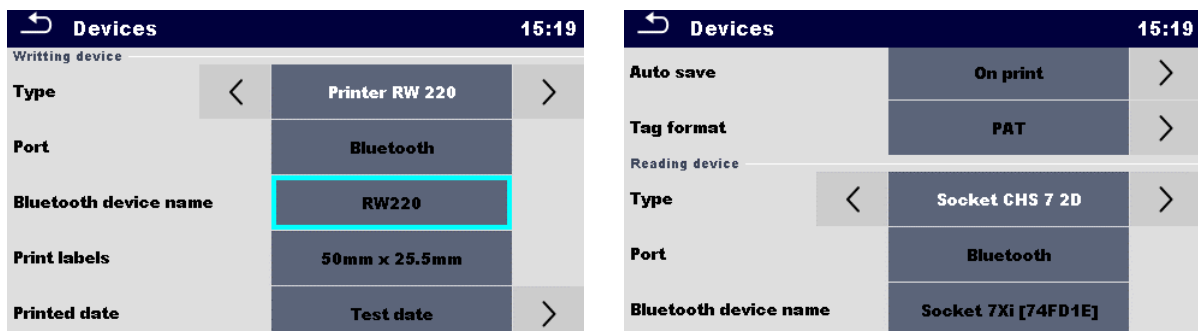 Devices 15:19
Writting device
Type Printer RW 220
Port Bluetooth
Bluetooth device name RW220
Print labels 50mm x 25.5mm
Printed date Test date
Devices 15:19
Auto save On print
Tag format PAT
Reading device
Type Socket CHS 7 2D
Port Bluetooth
Bluetooth device name Socket 7Xi [74FD1E]